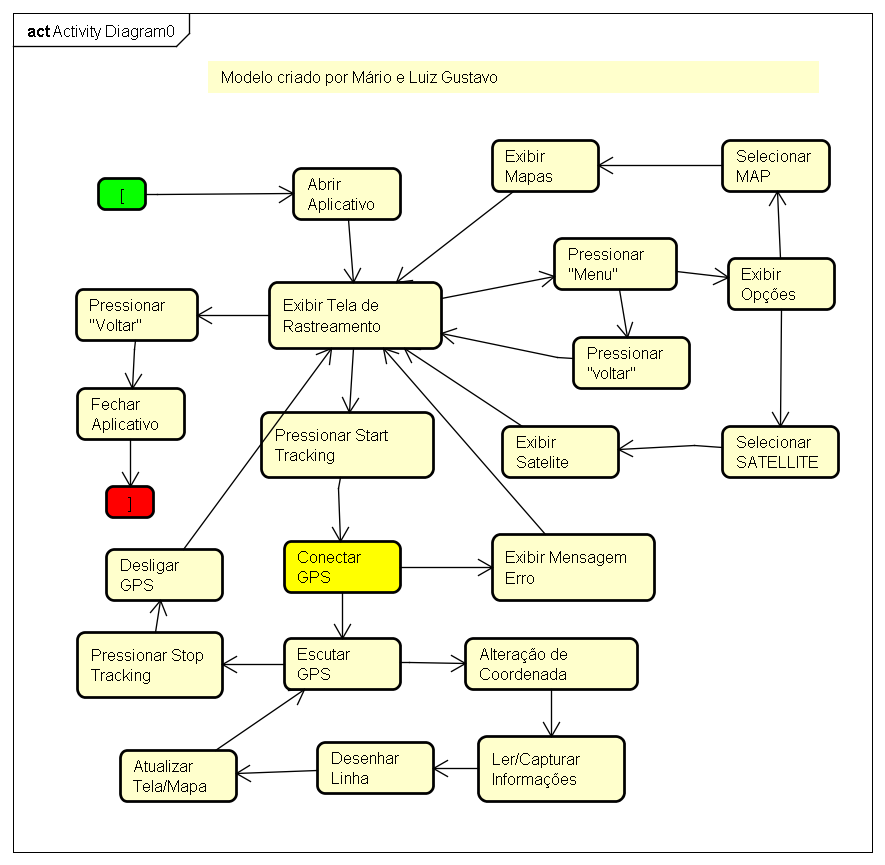 act Activity Diagram0
Modelo criado por Mário e Luiz Gustavo
[
Abrir
Aplicativo
Exibir
Mapas
Selecionar
MAP
Pressionar
"Menu"
Exibir
Opções
Pressionar
"Voltar"
Exibir Tela de
Rastreamento
Pressionar
"voltar"
Fechar
Aplicativo
Pressionar Start
Tracking
Exibir
Satelite
Selecionar
SATELLITE
]
Desligar
GPS
Conectar
GPS
Exibir Mensagem
Erro
Pressionar Stop
Tracking
Escutar
GPS
Alteração de
Coordenada
Atualizar
Tela/Mapa
Desenhar
Linha
Ler/Capturar
Informações